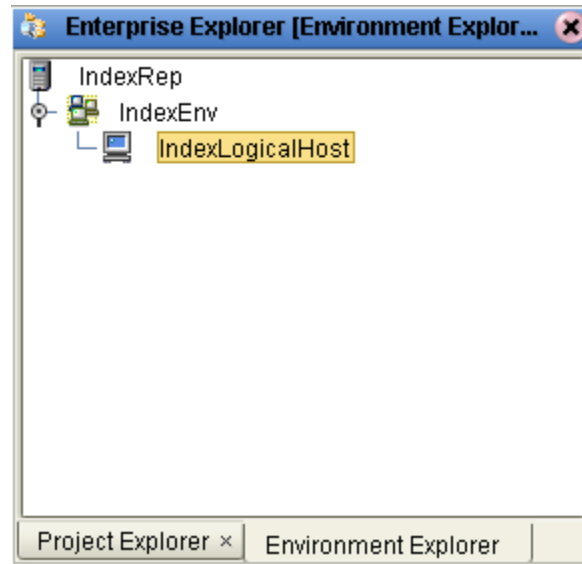 Enterprise Explorer [Environment Explor...
IndexRep
IndexEnv
IndexLogicalHost
Project Explorer × Environment Explorer